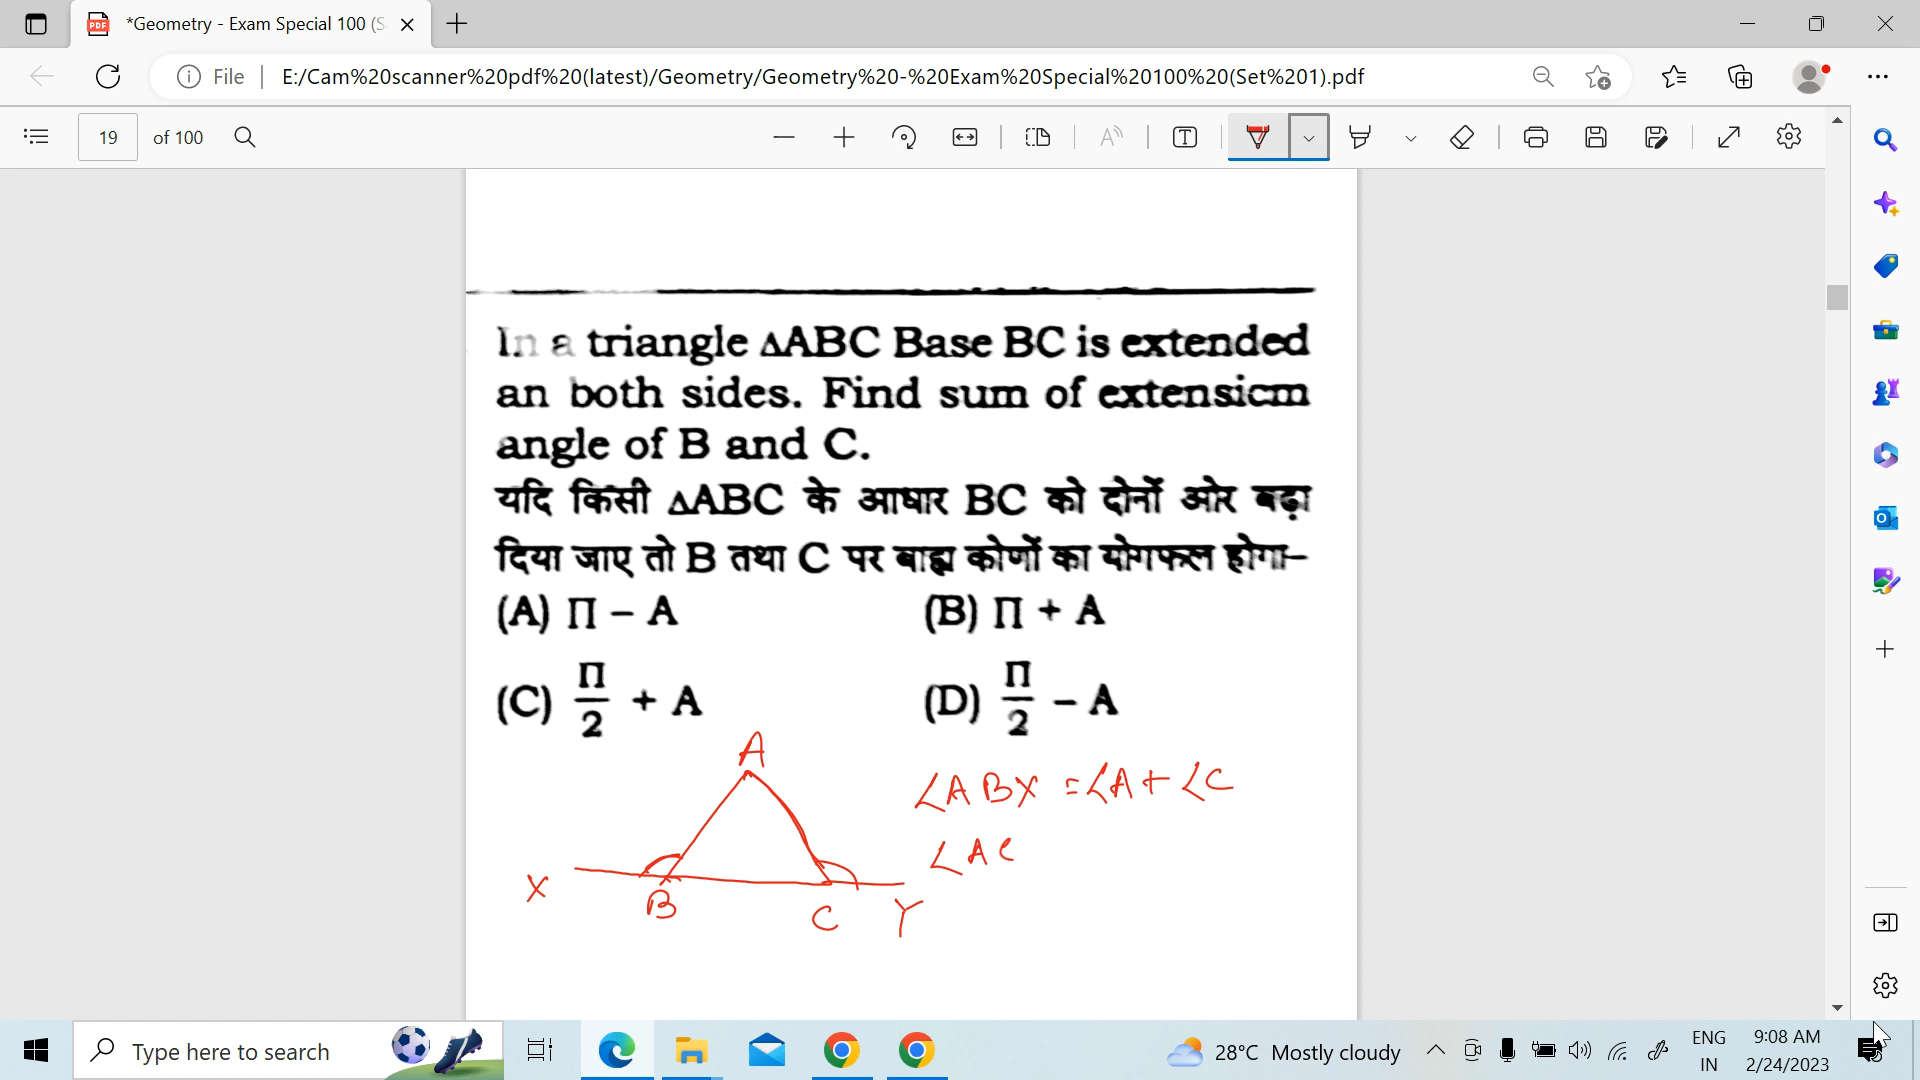 *Geometry - Exam Special 100 (S
File
E:/Cam%20scanner%20pdf%20(latest)/Geometry/Geometry%20-%20Exam%20Special%20100%20(Set%201).pdf
19 of 100
In a triangle ΔABC Base BC is extended
an both sides. Find sum of extensicm
angle of B and C.
यदि किसी ΔABC के आधार BC को दोनों ओर बढ़ा
दिया जाए तो B तथा C पर बाह्य कोणों का योगफल होगा–
(A) Π – A (B) Π + A
(C) Π/2 + A (D) Π/2 – A
A
∠ABX = ∠A + ∠C
∠AC
X B C Y
Type here to search
28°C Mostly cloudy
ENG
IN
9:08 AM
2/24/2023